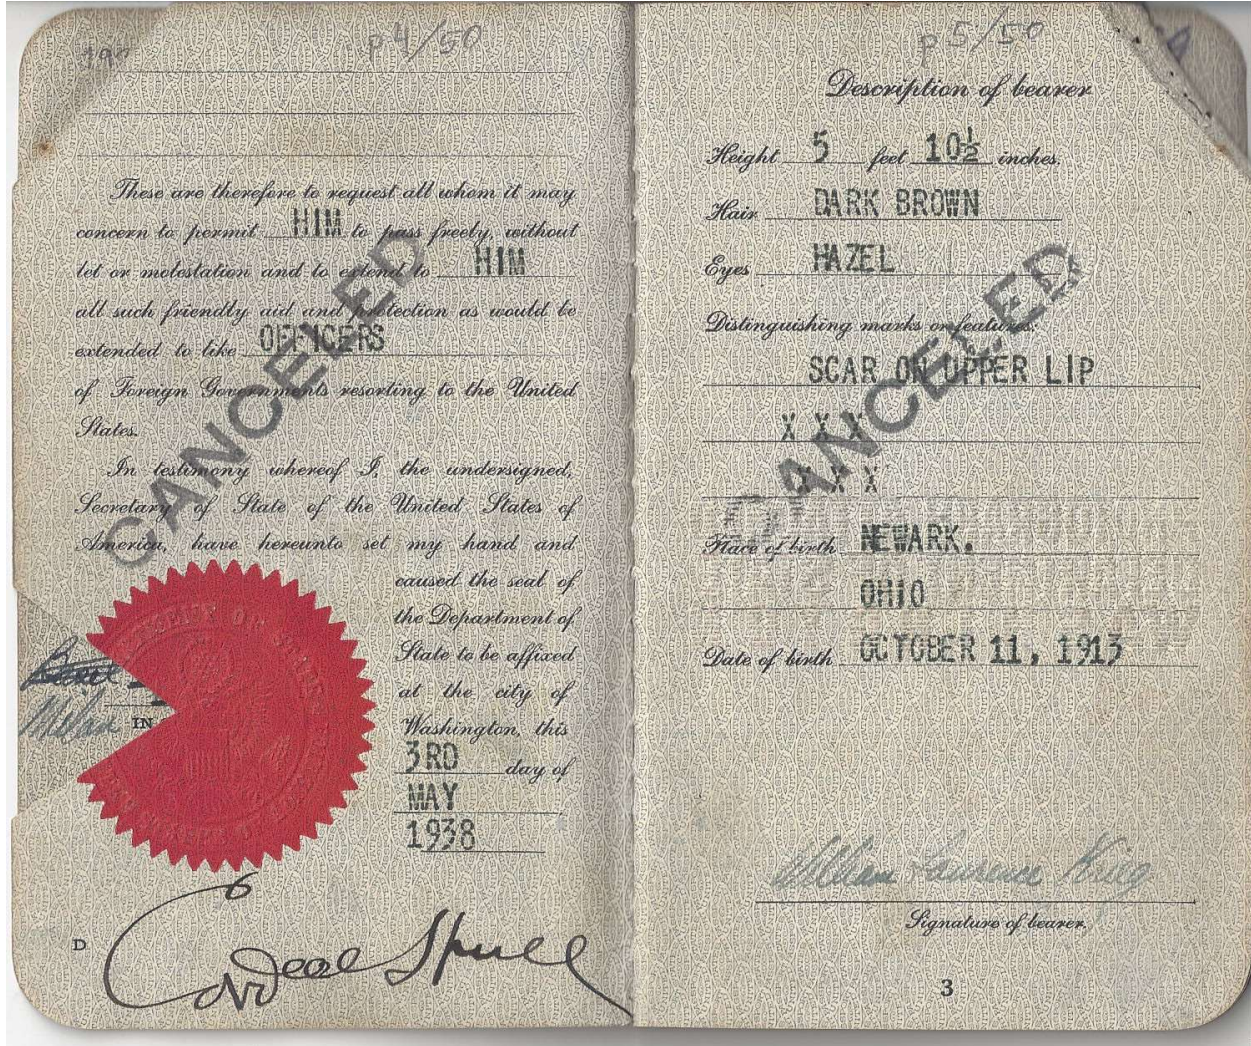 p4/50
These are therefore to request all whom it may
concern to permit HIM to pass freely, without
let or molestation and to extend to HIM
all such friendly aid and protection as would be
extended to like OFFICERS
of Foreign Governments resorting to the United
States.
In testimony whereof I, the undersigned,
Secretary of State of the United States of
America, have hereunto set my hand and
caused the seal of
the Department of
State to be affixed
at the city of
Washington, this
3RD day of
MAY
1938
IN
CANCELED
D
Cordell Hull
p5/50
Description of bearer
Height 5 feet 10½ inches.
Hair DARK BROWN
Eyes HAZEL
Distinguishing marks or features:
SCAR ON UPPER LIP
X X X
X X X
Place of birth NEWARK,
OHIO
Date of birth OCTOBER 11, 1913
CANCELED
William Laurence Krieg
Signature of bearer.
3